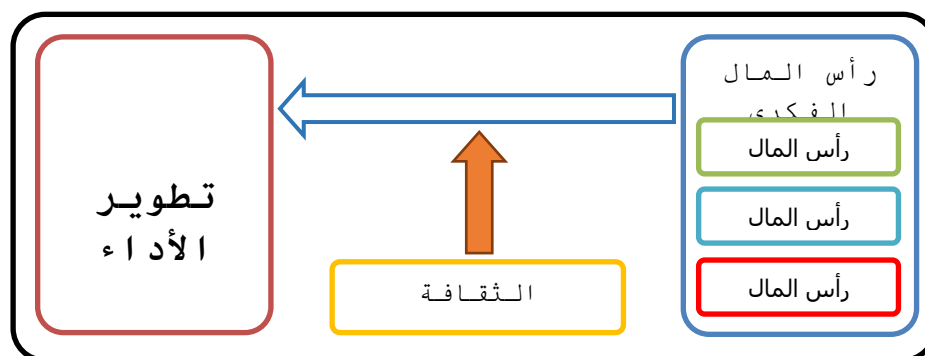 رأس المال
الفكري
رأس المال
رأس المال
رأس المال
الثقافة
تطوير
الأداء